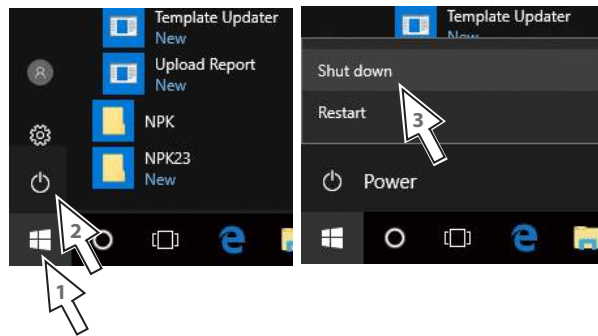 Template Updater
New
Upload Report
New
NPK
NPK23
New
2
1
Template Updater
New
Shut down
Restart
3
Power